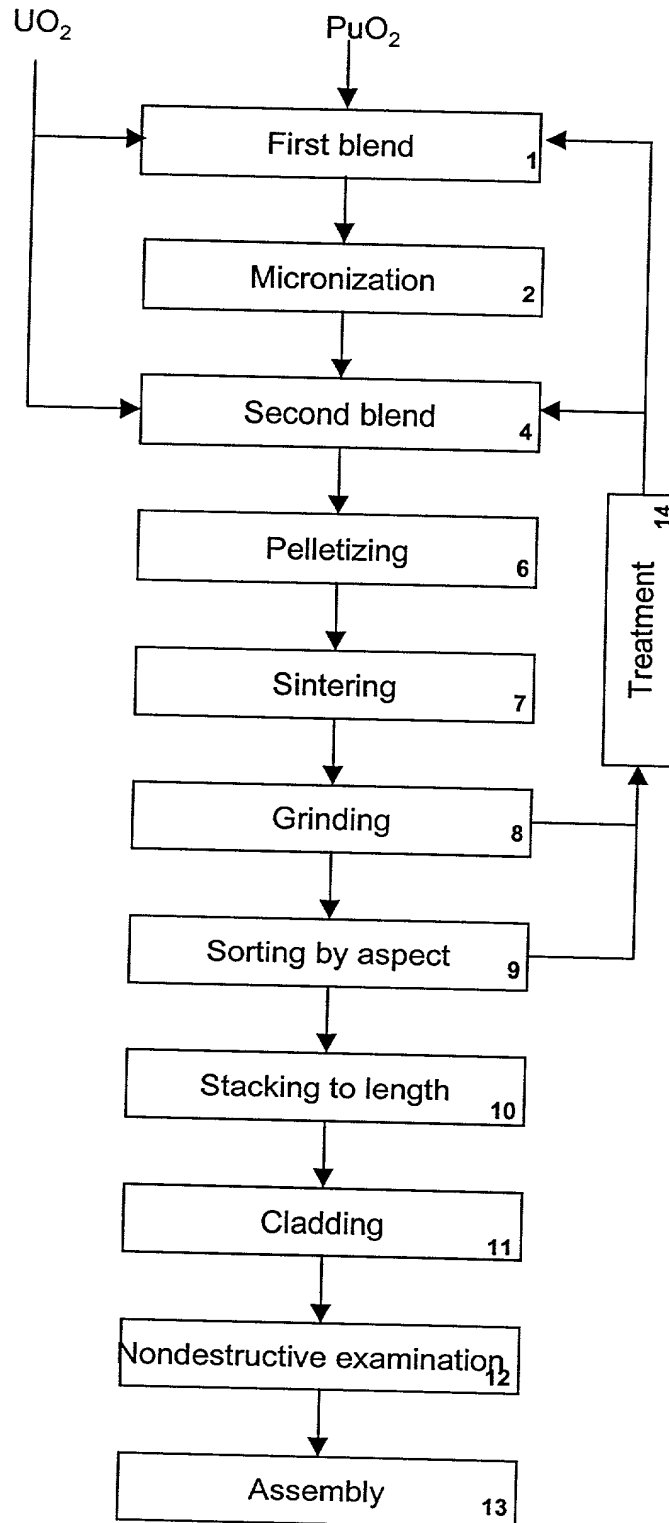 UO₂
PuO₂
First blend 1
Micronization 2
Second blend 4
Pelletizing 6
Sintering 7
Grinding 8
Sorting by aspect 9
Stacking to length 10
Cladding 11
Nondestructive examination 12
Assembly 13
Treatment 14